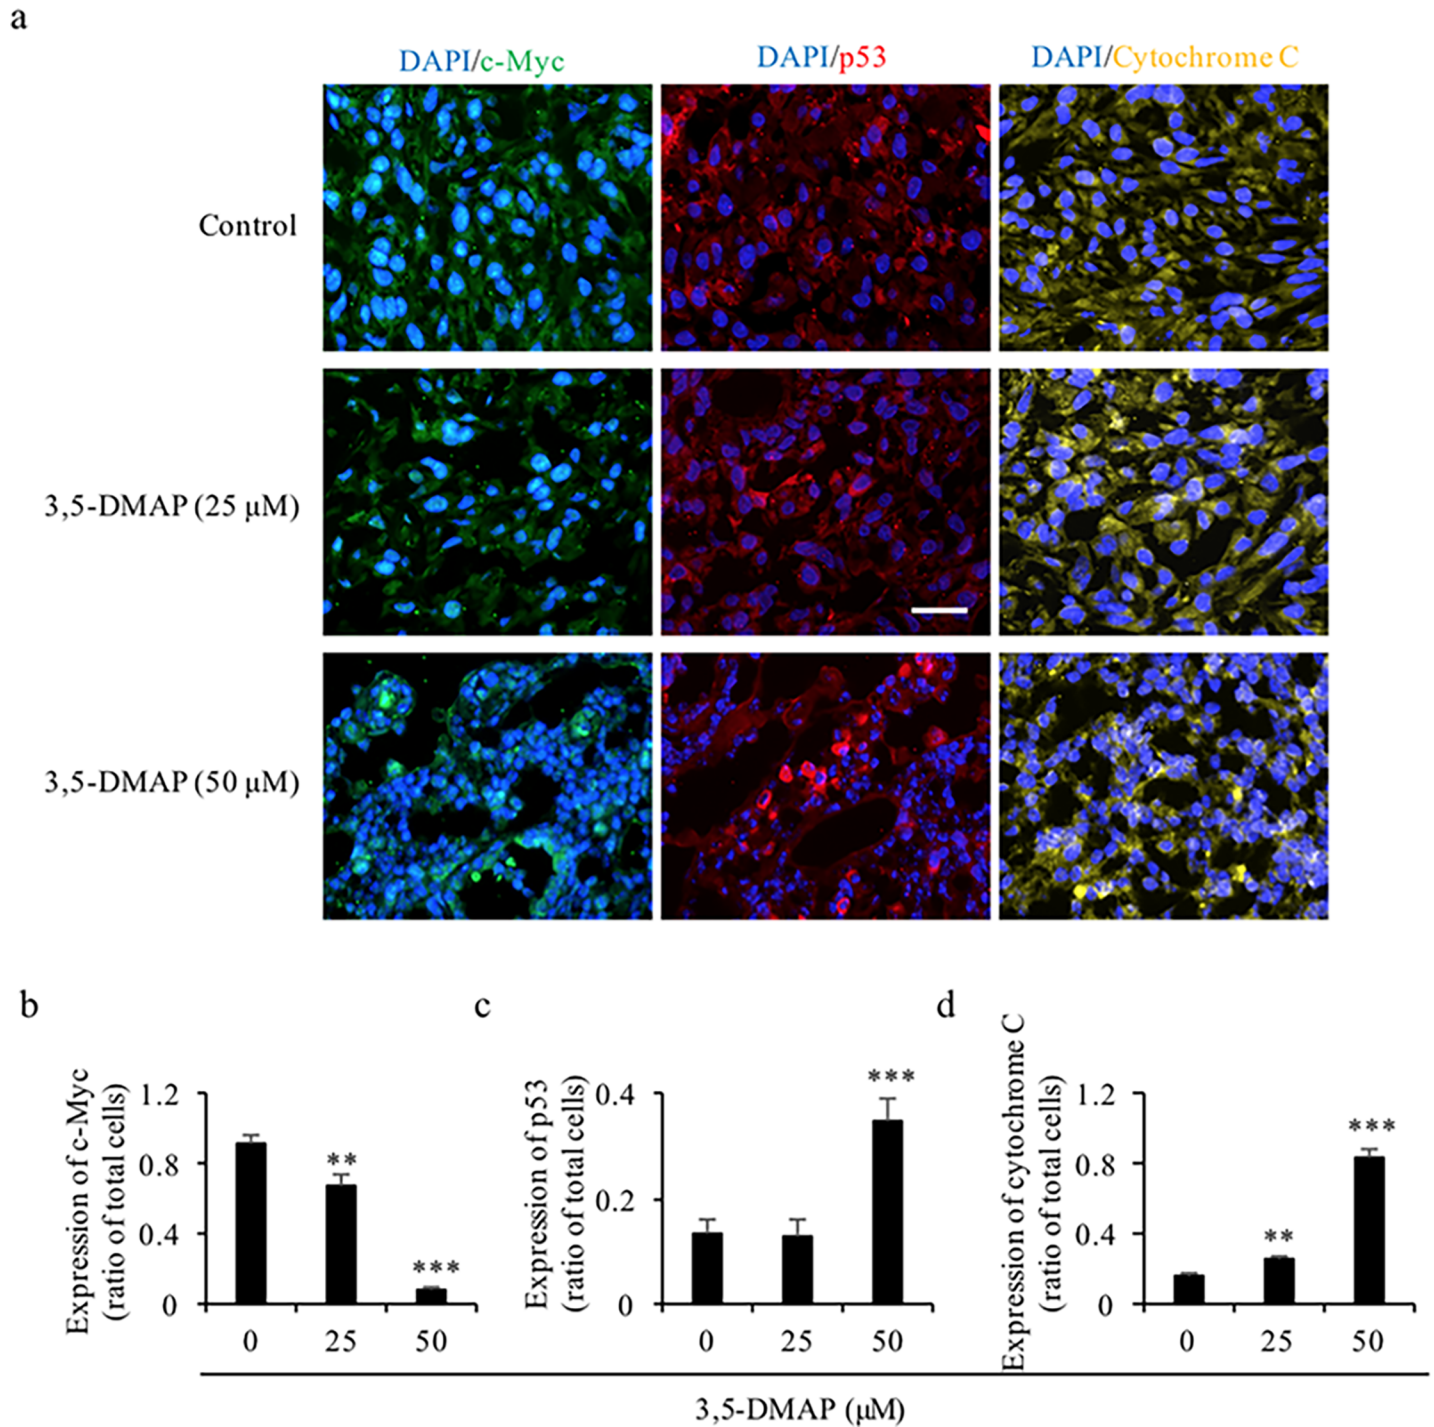 a
DAPI/c-Myc
DAPI/p53
DAPI/Cytochrome C
Control
3,5-DMAP (25 μM)
3,5-DMAP (50 μM)
b
Expression of c-Myc
(ratio of total cells)
1.2
0.8
0.4
0
**
***
0 25 50
c
Expression of p53
(ratio of total cells)
0.4
0.2
0
***
0 25 50
d
Expression of cytochrome C
(ratio of total cells)
1.2
0.8
0.4
0
**
***
0 25 50
3,5-DMAP (μM)